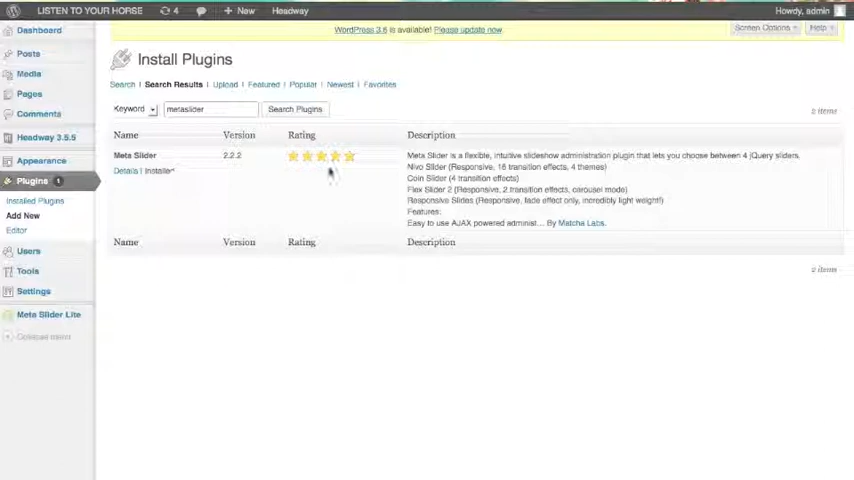 LISTEN TO YOUR HORSE 4 + New Headway Howdy, admin
WordPress 3.6 is available! Please update now.
Screen Options Help
Dashboard
Posts
Media
Pages
Comments
Headway 3.5.5
Appearance
Plugins 1
Installed Plugins
Add New
Editor
Users
Tools
Settings
Meta Slider Lite
Collapse menu
Install Plugins
Search | Search Results | Upload | Featured | Popular | Newest | Favorites
Keyword metaslider Search Plugins
2 items
Name Version Rating Description
Meta Slider 2.2.2 Meta Slider is a flexible, intuitive slideshow administration plugin that lets you choose between 4 jQuery sliders.
Details | Installed
Nivo Slider (Responsive, 16 transition effects, 4 themes)
Coin Slider (4 transition effects)
Flex Slider 2 (Responsive, 2 transition effects, carousel mode)
Responsive Slides (Responsive, fade effect only, incredibly light weight!)
Features:
Easy to use AJAX powered administ… By Matcha Labs.
Name Version Rating Description
2 items